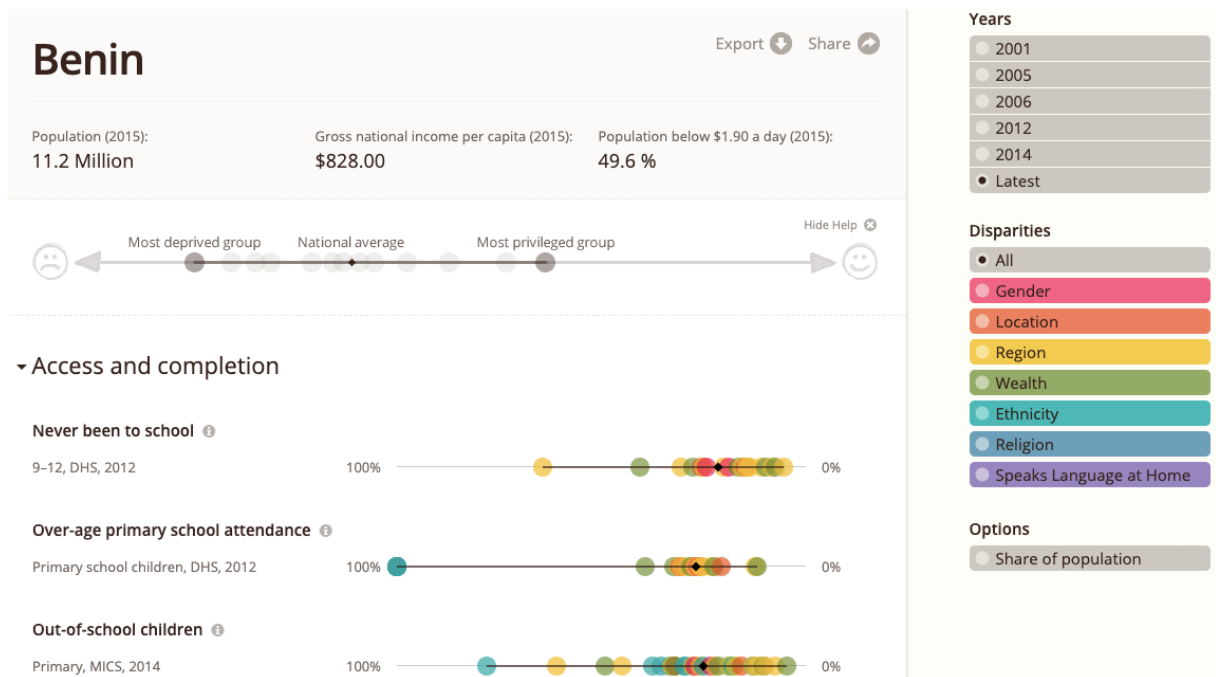 Benin
Export
Share
Population (2015):
11.2 Million
Gross national income per capita (2015):
$828.00
Population below $1.90 a day (2015):
49.6 %
Hide Help
Most deprived group
National average
Most privileged group
Access and completion
Never been to school
9–12, DHS, 2012
100%
0%
Over-age primary school attendance
Primary school children, DHS, 2012
100%
0%
Out-of-school children
Primary, MICS, 2014
100%
0%
Years
2001
2005
2006
2012
2014
Latest
Disparities
All
Gender
Location
Region
Wealth
Ethnicity
Religion
Speaks Language at Home
Options
Share of population